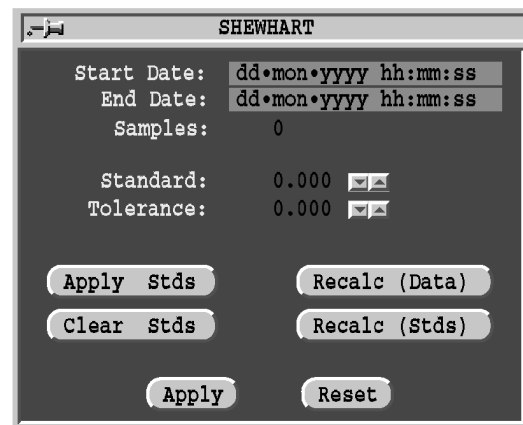 SHEWHART
Start Date: dd•mon•yyyy hh:mm:ss
End Date: dd•mon•yyyy hh:mm:ss
Samples: 0
Standard: 0.000
Tolerance: 0.000
Apply Stds Recalc (Data)
Clear Stds Recalc (Stds)
Apply Reset